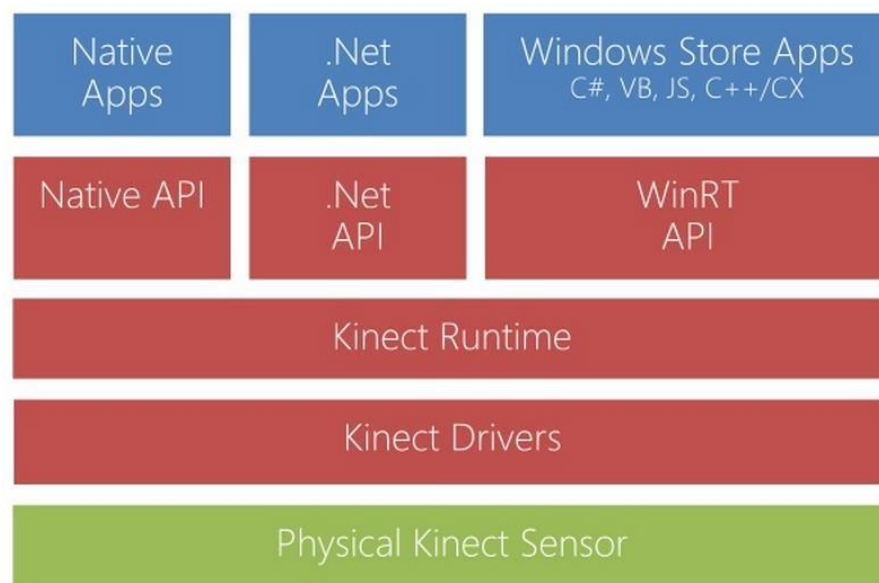 Native
Apps
.Net
Apps
Windows Store Apps
C#, VB, JS, C++/CX
Native API
.Net
API
WinRT
API
Kinect Runtime
Kinect Drivers
Physical Kinect Sensor